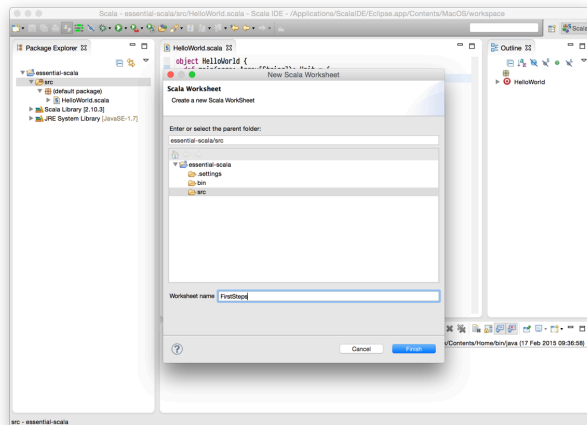 Scala - essential-scala/src/HelloWorld.scala - Scala IDE - /Applications/ScalaIDE/Eclipse.app/Contents/MacOS/workspace
Scala
Package Explorer
essential-scala
src
(default package)
HelloWorld.scala
Scala Library [2.10.3]
JRE System Library [JavaSE-1.7]
HelloWorld.scala
object HelloWorld {
New Scala Worksheet
Scala Worksheet
Create a new Scala WorkSheet
Enter or select the parent folder:
essential-scala/src
essential-scala
.settings
bin
src
Worksheet name
FirstSteps
?
Cancel
Finish
Outline
HelloWorld
/Contents/Home/bin/java (17 Feb 2015 09:36:58)
src - essential-scala